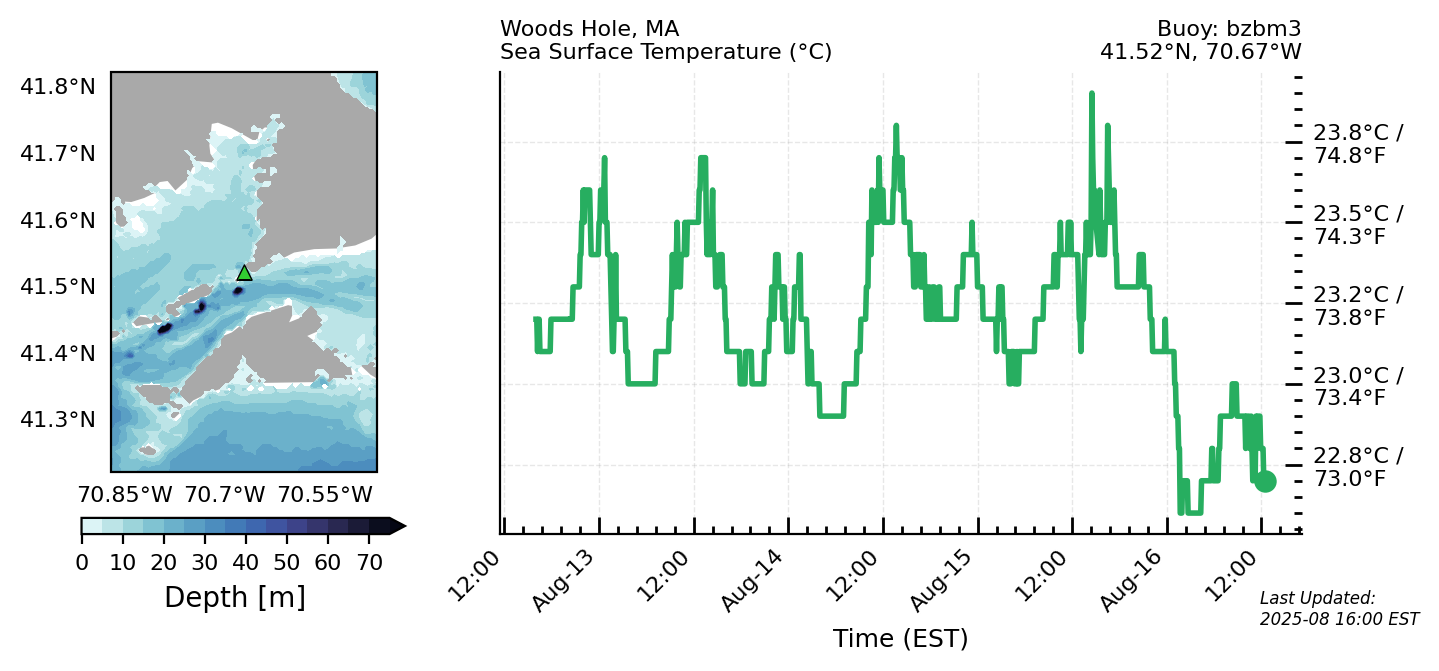 Woods Hole, MA
Sea Surface Temperature (°C)
Buoy: bzbm3
41.52°N, 70.67°W
41.8°N
41.7°N
41.6°N
41.5°N
41.4°N
41.3°N
70.85°W 70.7°W 70.55°W
0 10 20 30 40 50 60 70
Depth [m]
23.8°C /
74.8°F
23.5°C /
74.3°F
23.2°C /
73.8°F
23.0°C /
73.4°F
22.8°C /
73.0°F
12:00 Aug-13 12:00 Aug-14 12:00 Aug-15 12:00 Aug-16 12:00
Time (EST)
Last Updated:
2025-08 16:00 EST